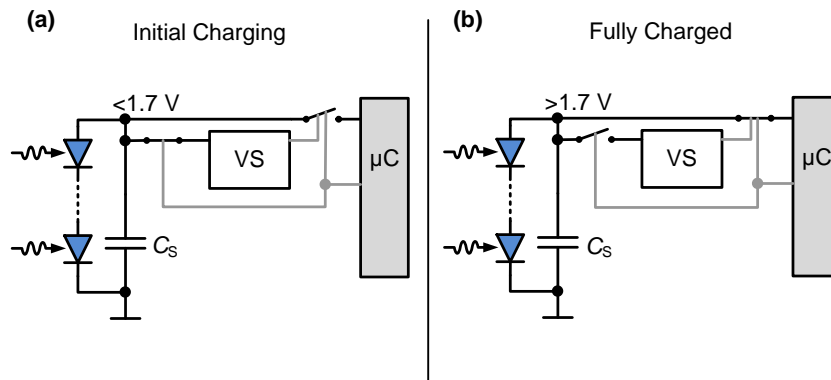 (a)
Initial Charging
<1.7 V
VS
µC
CS
(b)
Fully Charged
>1.7 V
VS
µC
CS